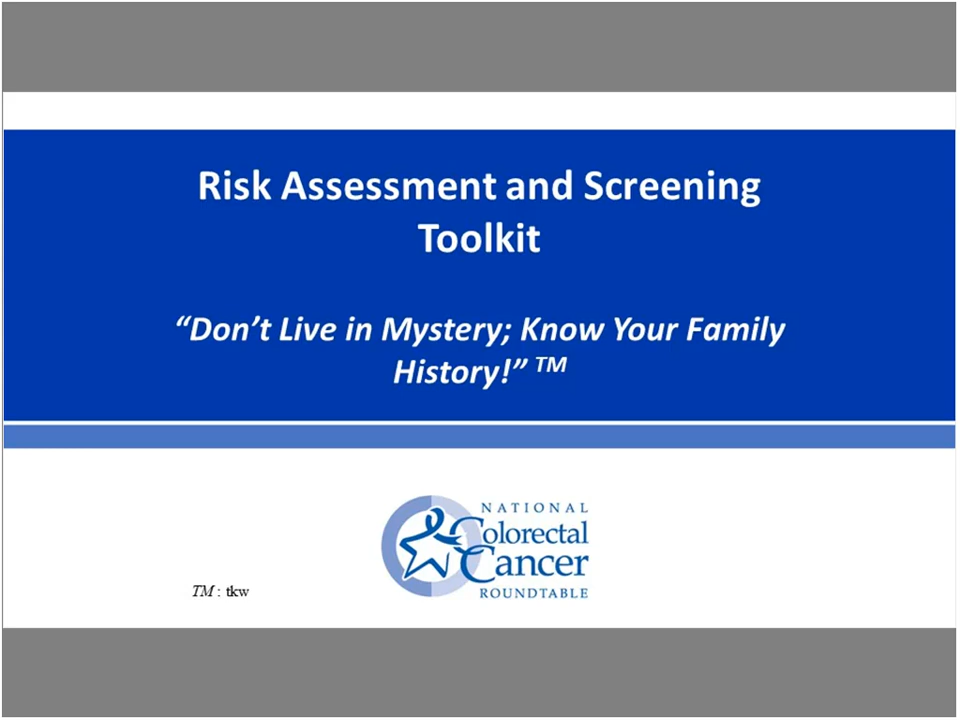 Risk Assessment and Screening
Toolkit
“Don’t Live in Mystery; Know Your Family
History!” TM
NATIONAL
Colorectal
Cancer
ROUNDTABLE
TM : tkw